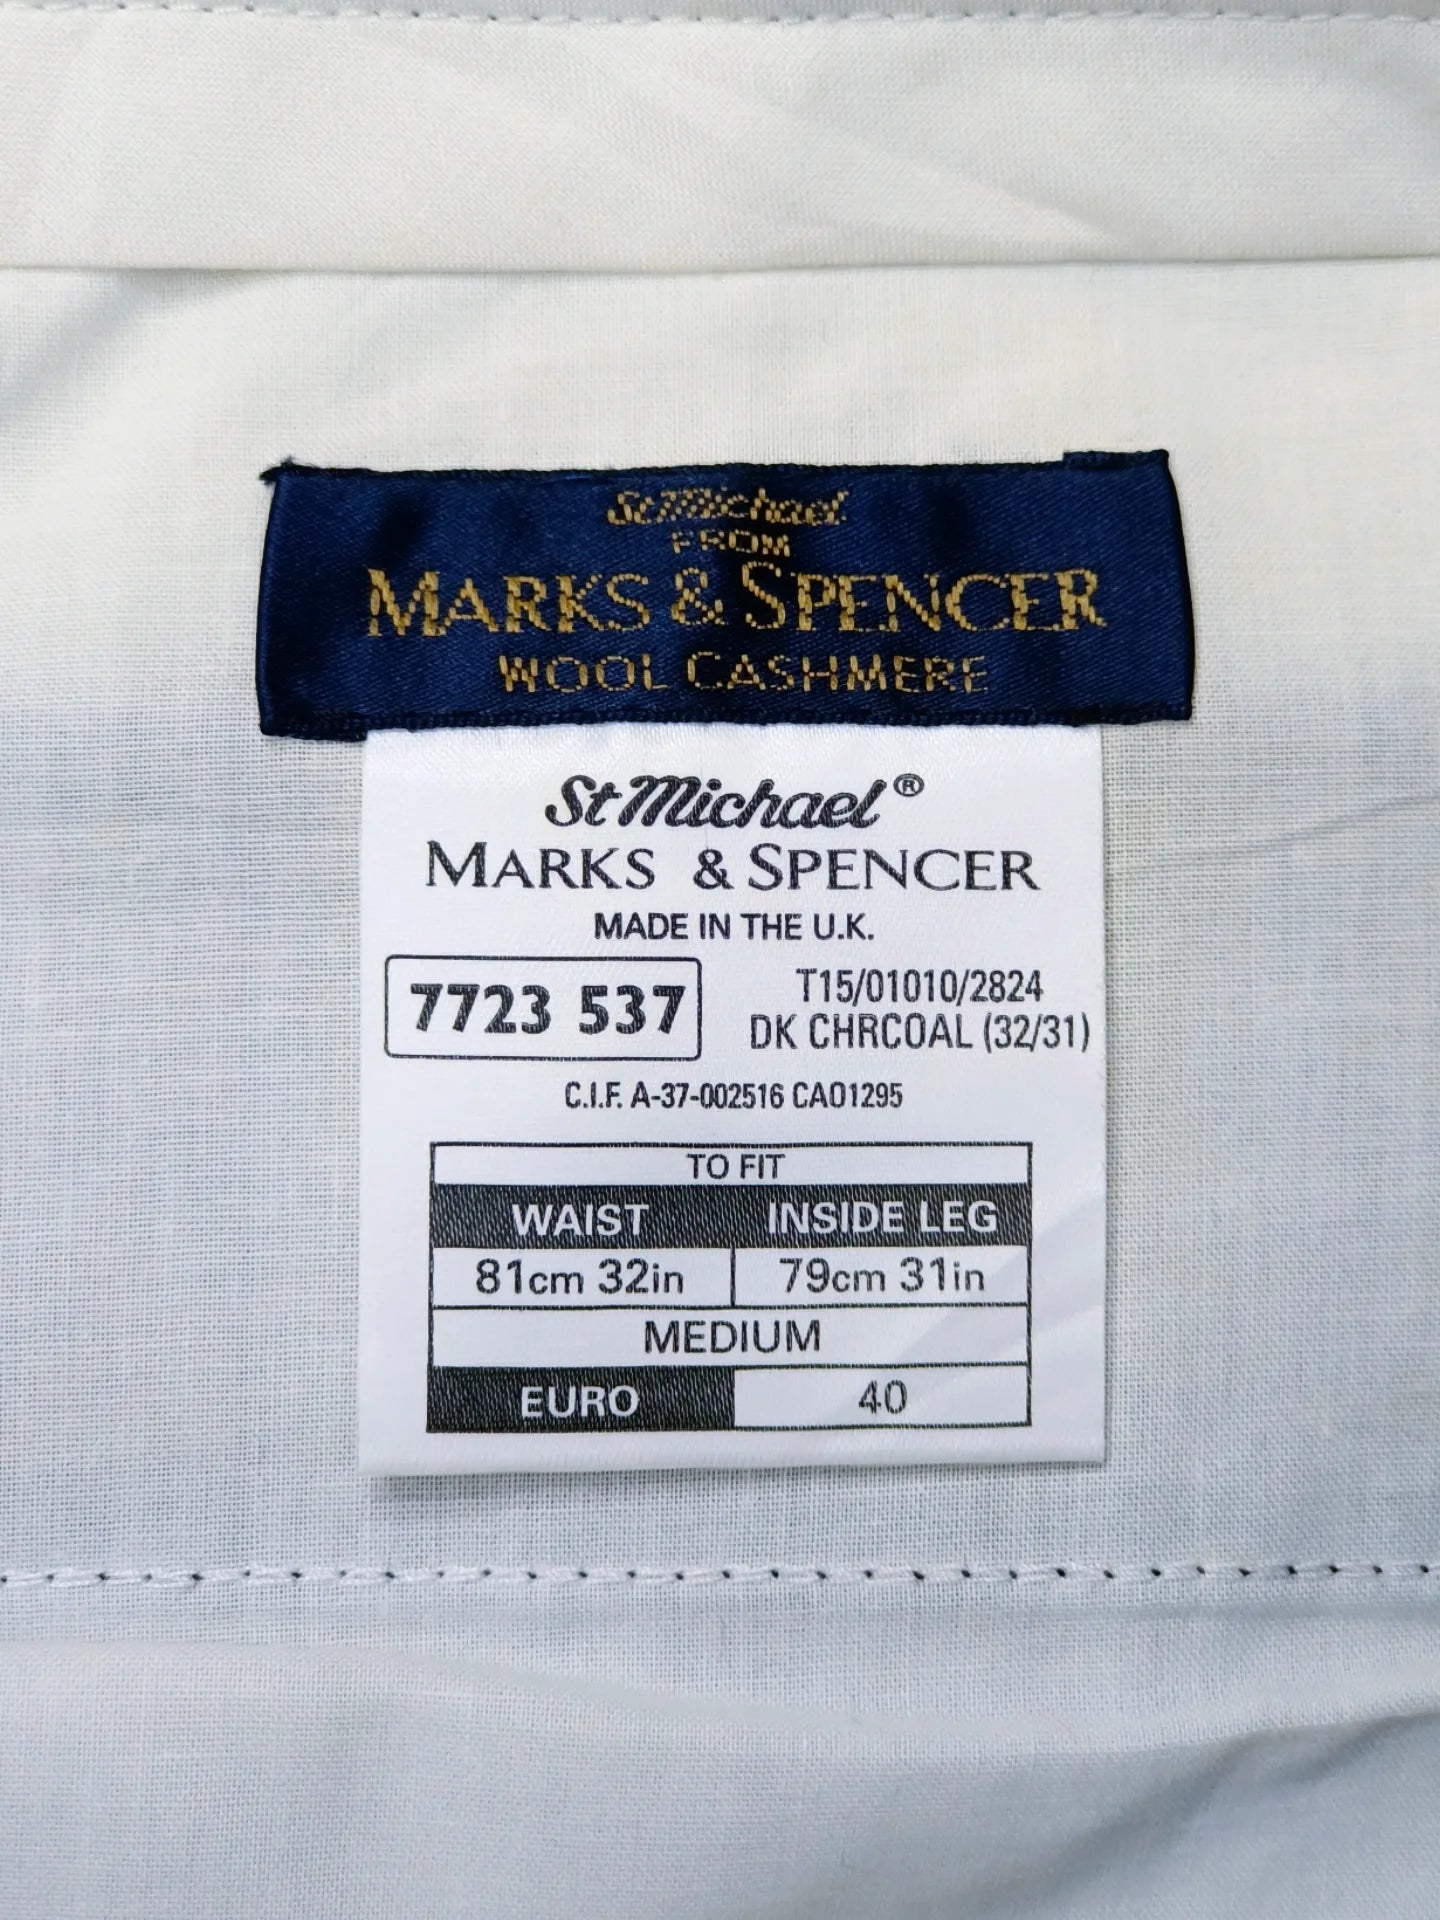 St Michael
FROM
MARKS & SPENCER
WOOL CASHMERE
St Michael®
MARKS & SPENCER
MADE IN THE U.K.
7723 537
T15/01010/2824
DK CHRCOAL (32/31)
C.I.F. A-37-002516 CA01295
TO FIT
WAIST INSIDE LEG
81cm 32in 79cm 31in
MEDIUM
EURO 40